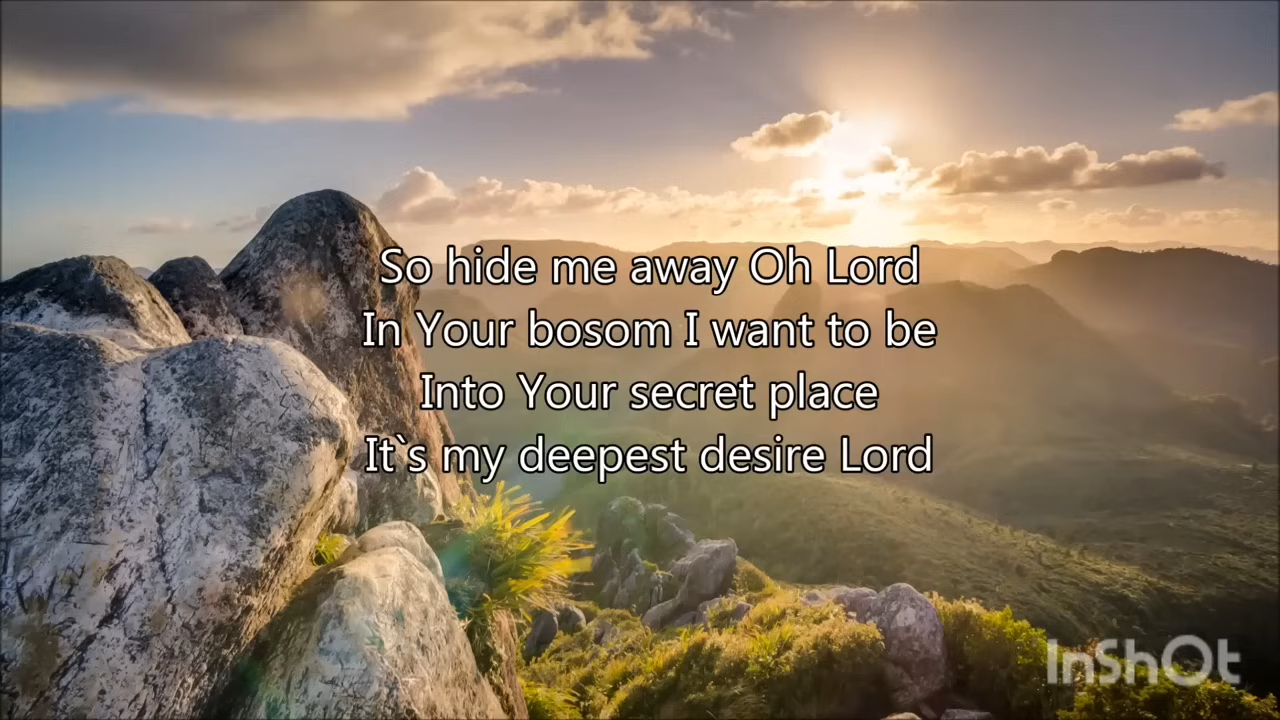 So hide me away Oh Lord
In Your bosom I want to be
Into Your secret place
It`s my deepest desire Lord
InShOt